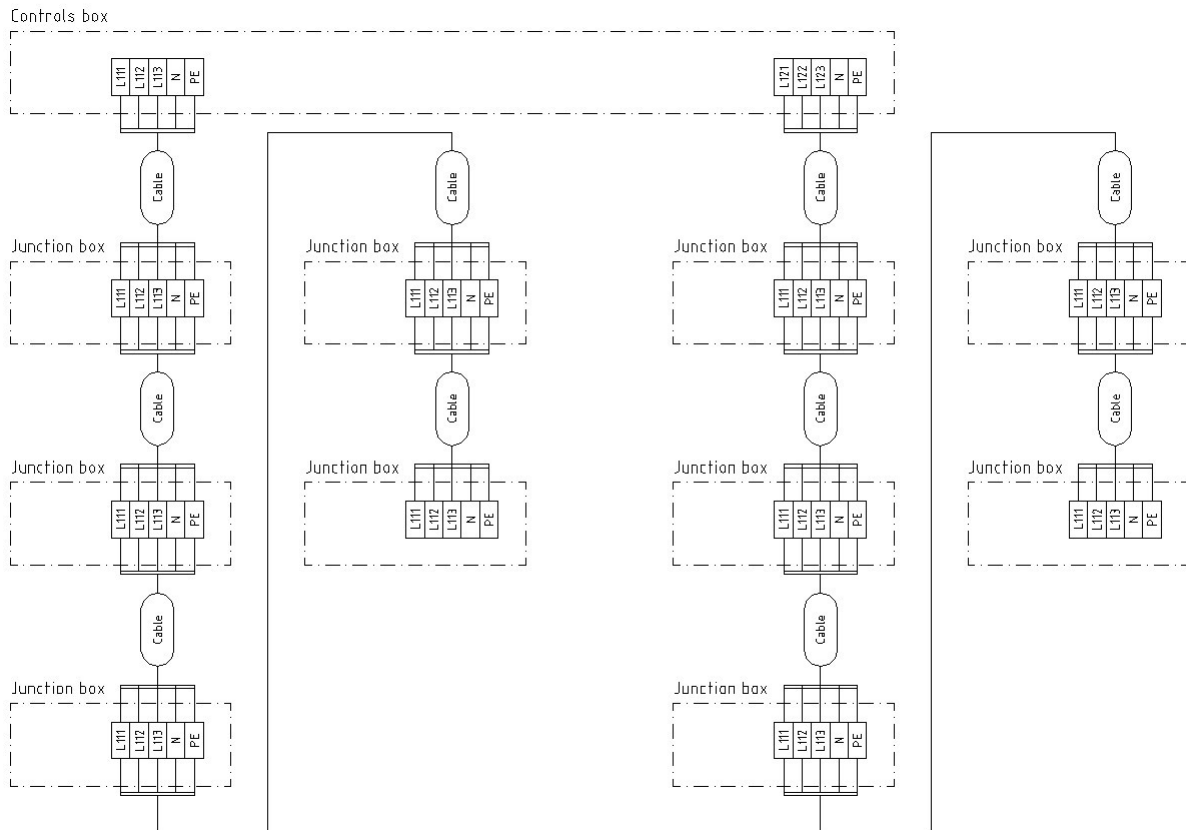 Controls box
L111 L112 L113 N PE
L121 L122 L123 N PE
Cable
Cable
Cable
Cable
Junction box
Junction box
Junction box
Junction box
L111 L112 L113 N PE
L111 L112 L113 N PE
L111 L112 L113 N PE
L111 L112 L113 N PE
Cable
Cable
Cable
Cable
Junction box
Junction box
Junction box
Junction box
L111 L112 L113 N PE
L111 L112 L113 N PE
L111 L112 L113 N PE
L111 L112 L113 N PE
Cable
Cable
Junction box
Junction box
L111 L112 L113 N PE
L111 L112 L113 N PE